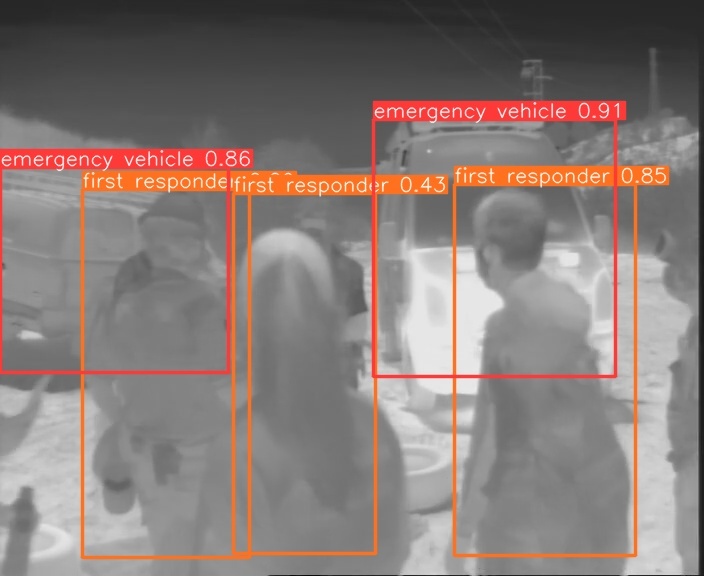 emergency vehicle 0.91
emergency vehicle 0.86
first responder
first responder 0.43
first responder 0.85